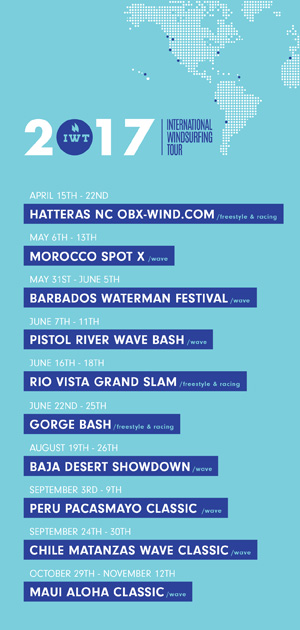 2017
IWT
INTERNATIONAL
WINDSURFING
TOUR
APRIL 15TH - 22ND
HATTERAS NC OBX-WIND.COM /freestyle & racing
MAY 6TH - 13TH
MOROCCO SPOT X /wave
MAY 31ST - JUNE 5TH
BARBADOS WATERMAN FESTIVAL /wave
JUNE 7TH - 11TH
PISTOL RIVER WAVE BASH /wave
JUNE 16TH - 18TH
RIO VISTA GRAND SLAM /freestyle & racing
JUNE 22ND - 25TH
GORGE BASH /freestyle & racing
AUGUST 19TH - 26TH
BAJA DESERT SHOWDOWN /wave
SEPTEMBER 3RD - 9TH
PERU PACASMAYO CLASSIC /wave
SEPTEMBER 24TH - 30TH
CHILE MATANZAS WAVE CLASSIC /wave
OCTOBER 29TH - NOVEMBER 12TH
MAUI ALOHA CLASSIC /wave